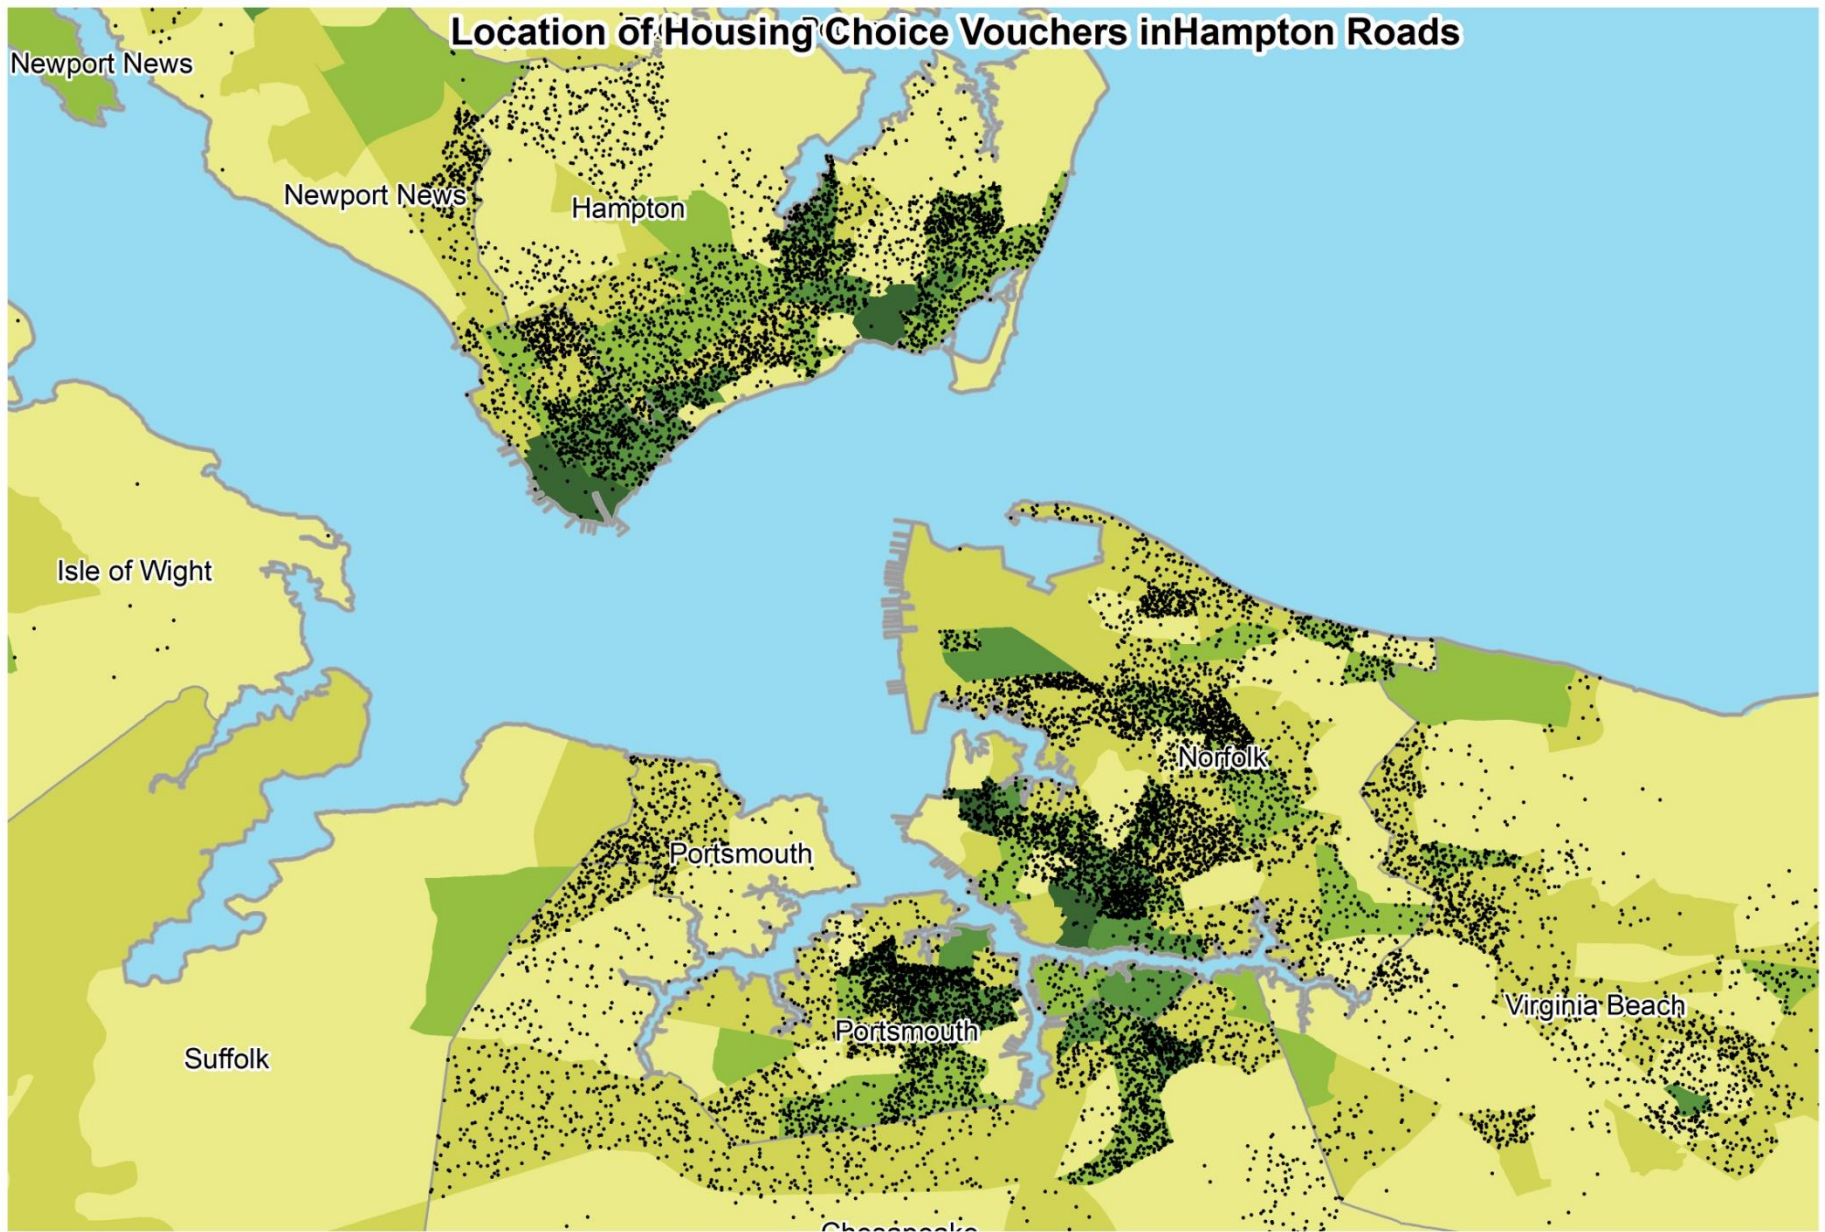 Location of Housing Choice Vouchers inHampton Roads
Newport News
Newport News
Hampton
Isle of Wight
Norfolk
Portsmouth
Virginia Beach
Portsmouth
Suffolk
Chesapeake